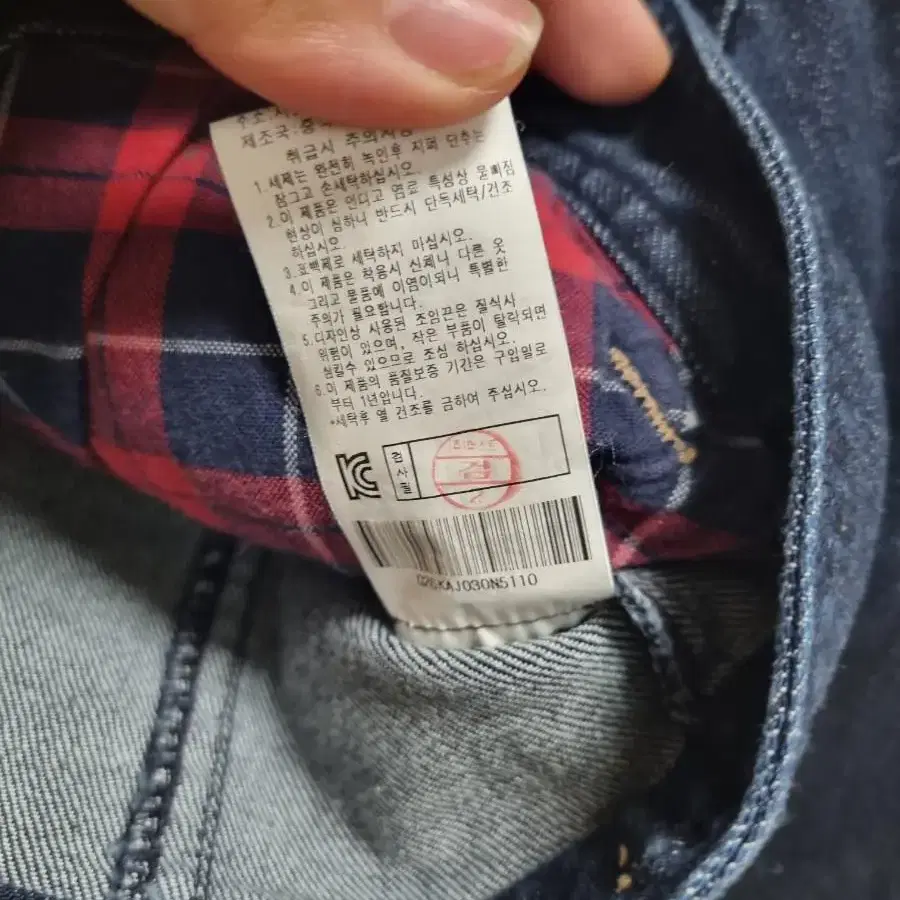 제조국:중
취급시 주의사항
1.세제는 완전히 녹인후 지퍼 단추는
잠그고 손세탁하십시오.
2.이 제품은 인디고 염료 특성상 물빠짐
현상이 심하니 반드시 단독세탁/건조
하십시오.
3.표백제로 세탁하지 마십시오.
4.이 제품은 착용시 신체나 다른 옷
그리고 물품에 이염이되니 특별한
주의가 필요합니다.
5.디자인상 사용된 조임끈은 질식시
위험이 있으며, 작은 부품이 탈락되면
삼킬수 있으므로 조심 하십시오.
6.이 제품의 품질보증 기간은 구입일로
부터 1년입니다.
*세탁후 열 건조를 금하여 주십시오.
검사필